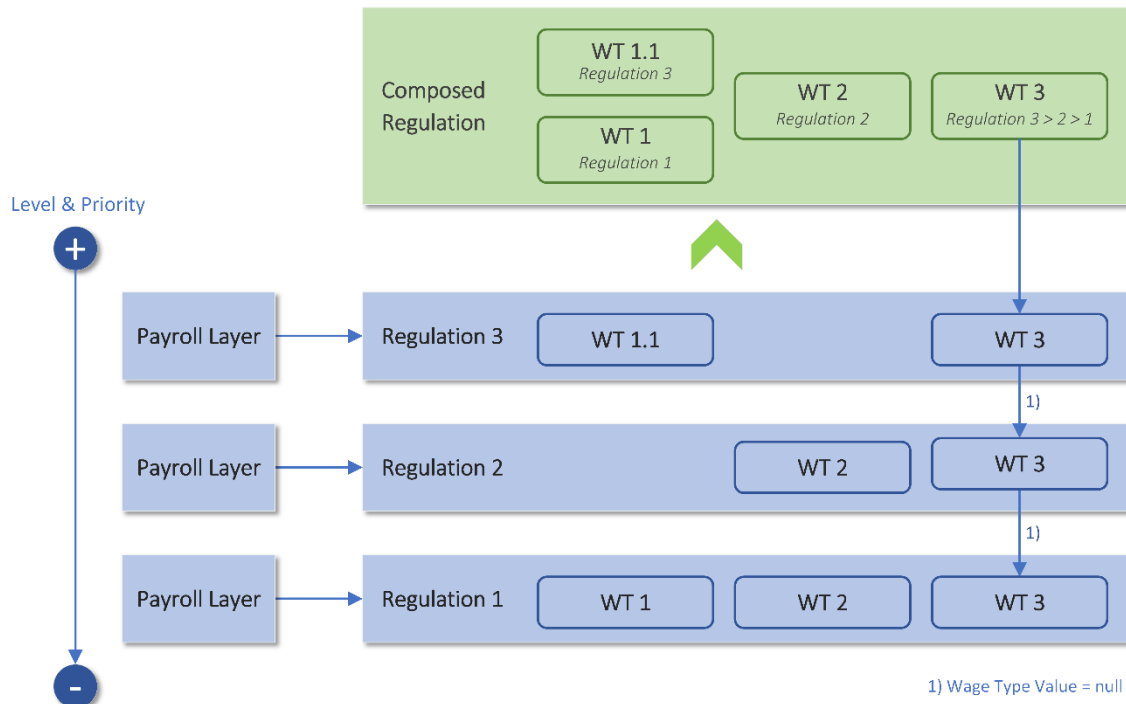 WT 1.1
Regulation 3
Composed
Regulation
WT 1
Regulation 1
WT 2
Regulation 2
WT 3
Regulation 3 > 2 > 1
Level & Priority
+
Payroll Layer
Regulation 3
WT 1.1
WT 3
1)
Payroll Layer
Regulation 2
WT 2
WT 3
1)
Payroll Layer
Regulation 1
WT 1
WT 2
WT 3
-
1) Wage Type Value = null